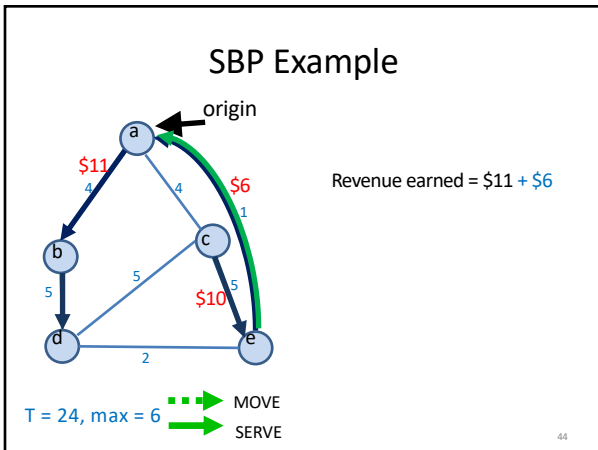 SBP Example
origin
a
$11
4
4
$6
1
Revenue earned = $11 + $6
b
c
5
5
$10
5
d
e
2
T = 24, max = 6
MOVE
SERVE
44